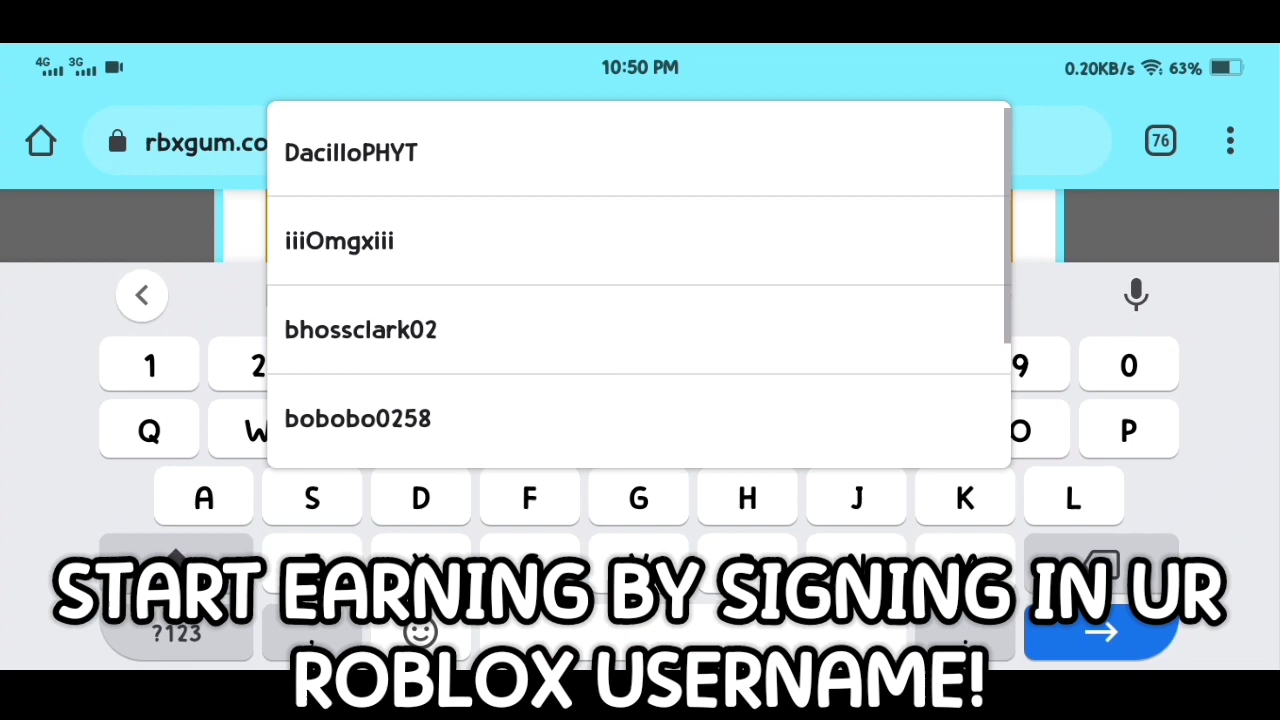 4G 3G 10:50 PM 0.20KB/s 63%
rbxgum.co 76
DacilloPHYT
iiiOmgxiii
bhossclark02
bobobo0258
1 2 9 0
Q W O P
A S D F G H J K L
?123
START EARNING BY SIGNING IN UR
ROBLOX USERNAME!